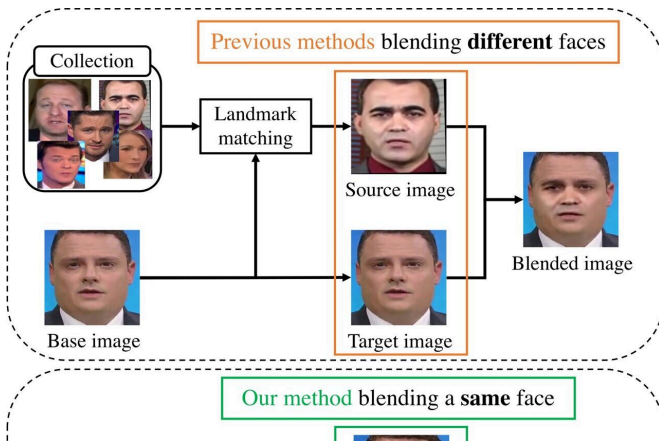 Previous methods blending different faces
Collection
Landmark
matching
Source image
Blended image
Base image
Target image
Our method blending a same face